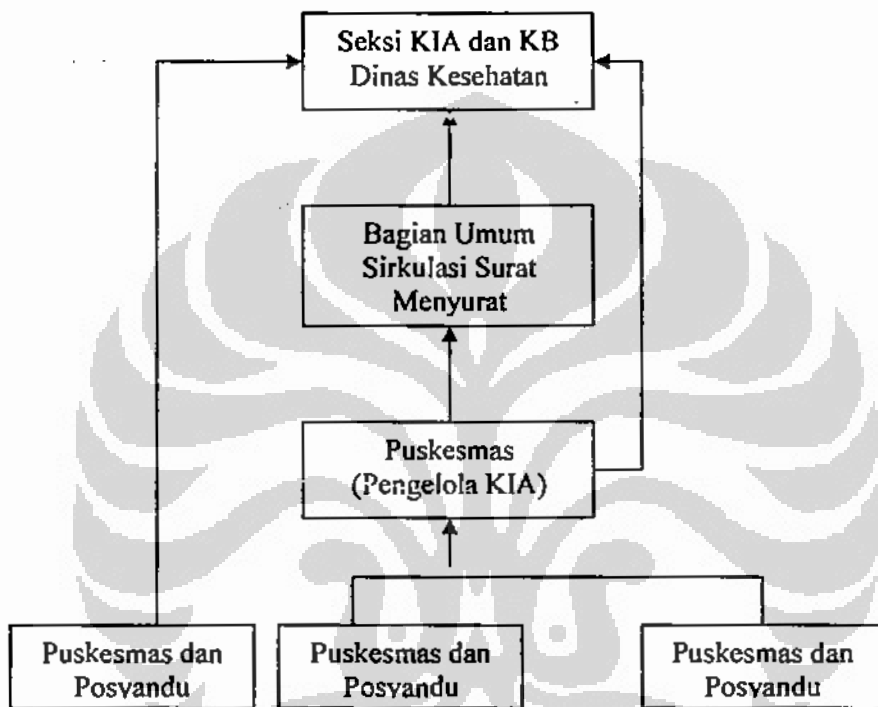 Seksi KIA dan KB
Dinas Kesehatan
Bagian Umum
Sirkulasi Surat
Menyurat
Puskesmas
(Pengelola KIA)
Puskesmas dan
Posyandu
Puskesmas dan
Posyandu
Puskesmas dan
Posyandu